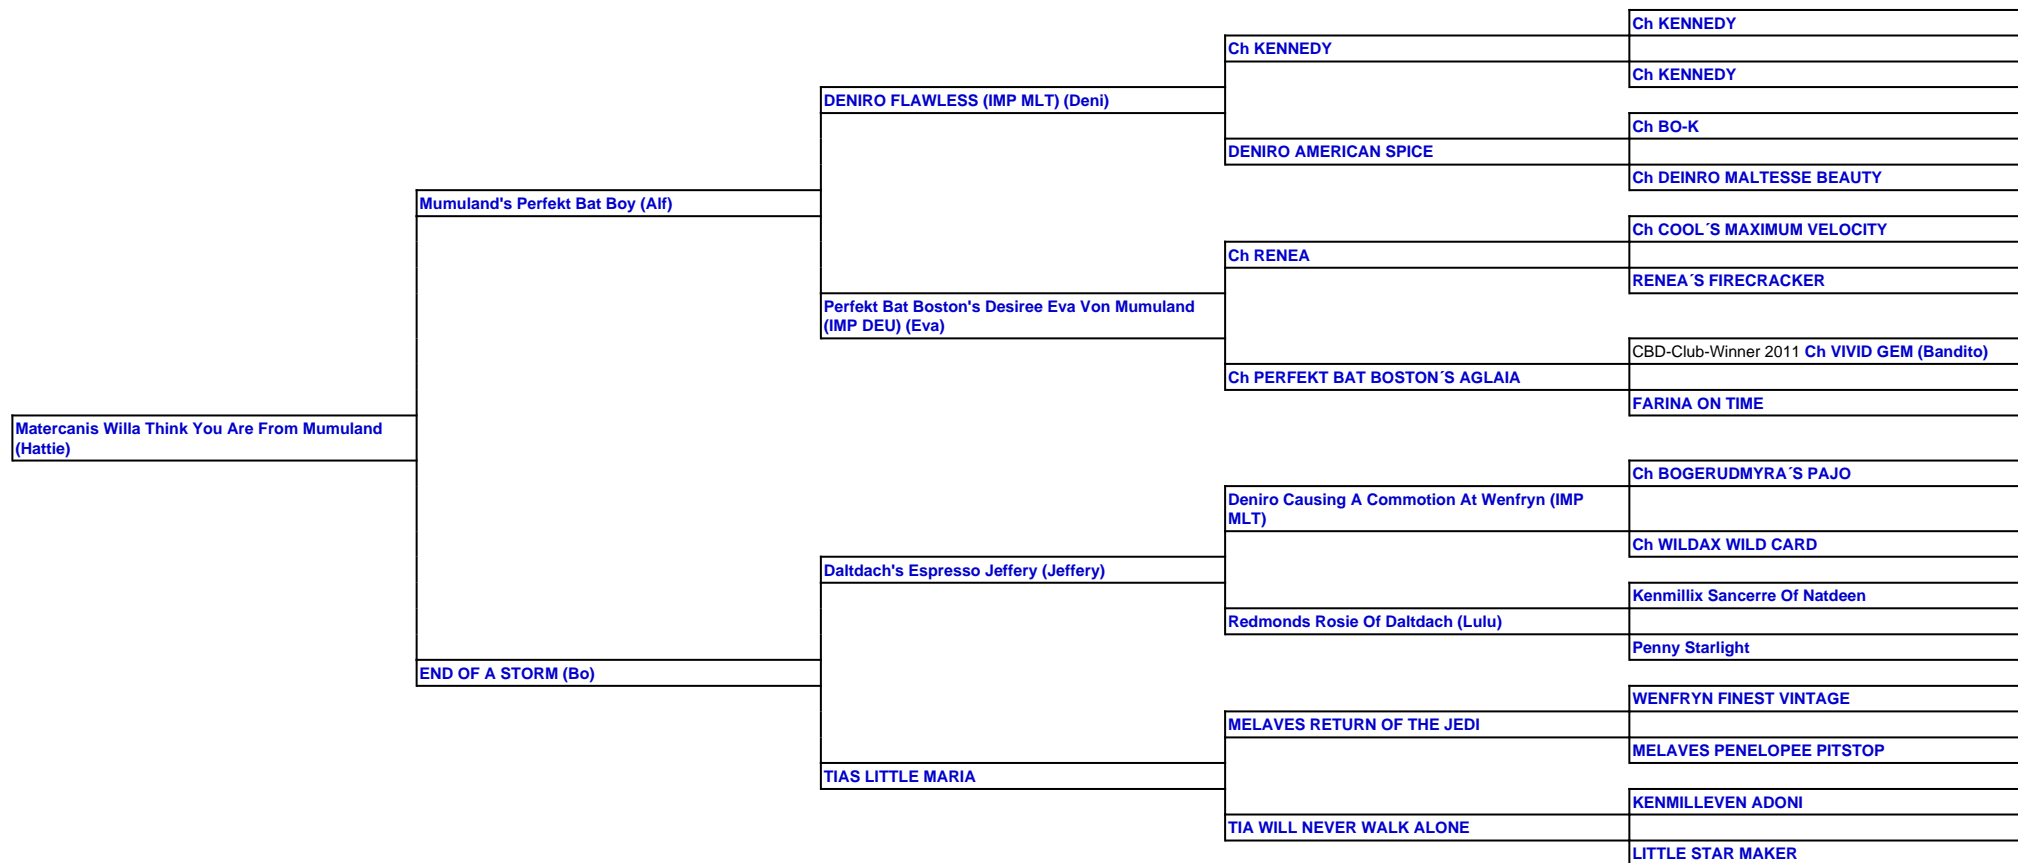 Ch KENNEDY
Ch KENNEDY
Ch KENNEDY
DENIRO FLAWLESS (IMP MLT) (Deni)
Ch BO-K
DENIRO AMERICAN SPICE
Ch DEINRO MALTESSE BEAUTY
Mumuland's Perfekt Bat Boy (Alf)
Ch COOL´S MAXIMUM VELOCITY
Ch RENEA
RENEA´S FIRECRACKER
Perfekt Bat Boston's Desiree Eva Von Mumuland
(IMP DEU) (Eva)
CBD-Club-Winner 2011 Ch VIVID GEM (Bandito)
Ch PERFEKT BAT BOSTON´S AGLAIA
FARINA ON TIME
Matercanis Willa Think You Are From Mumuland
(Hattie)
Ch BOGERUDMYRA´S PAJO
Deniro Causing A Commotion At Wenfryn (IMP
MLT)
Ch WILDAX WILD CARD
Daltdach's Espresso Jeffery (Jeffery)
Kenmillix Sancerre Of Natdeen
Redmonds Rosie Of Daltdach (Lulu)
Penny Starlight
END OF A STORM (Bo)
WENFRYN FINEST VINTAGE
MELAVES RETURN OF THE JEDI
MELAVES PENELOPEE PITSTOP
TIAS LITTLE MARIA
KENMILLEVEN ADONI
TIA WILL NEVER WALK ALONE
LITTLE STAR MAKER